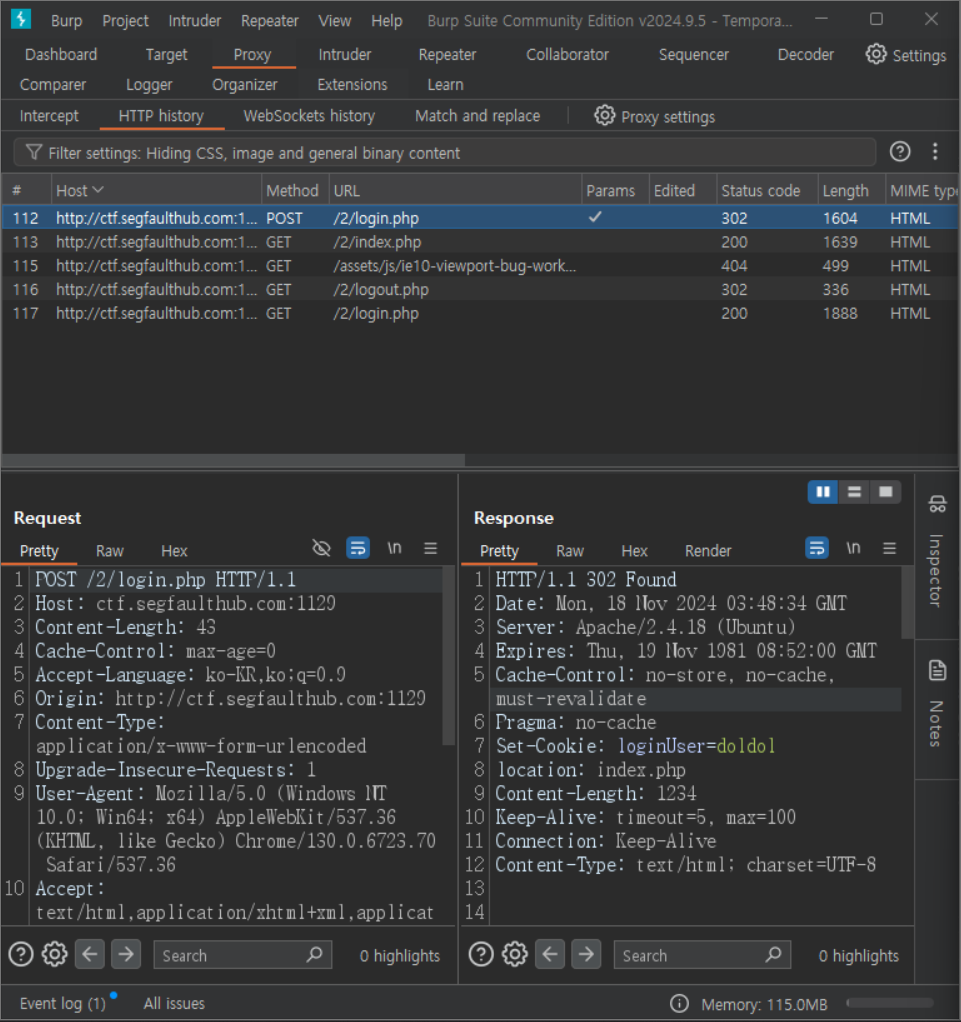 Burp Project Intruder Repeater View Help Burp Suite Community Edition v2024.9.5 - Tempora...
Dashboard Target Proxy Intruder Repeater Collaborator Sequencer Decoder Settings
Comparer Logger Organizer Extensions Learn
Intercept HTTP history WebSockets history Match and replace Proxy settings
Filter settings: Hiding CSS, image and general binary content
# Host Method URL Params Edited Status code Length MIME type
112 http://ctf.segfaulthub.com:1... POST /2/login.php ✓ 302 1604 HTML
113 http://ctf.segfaulthub.com:1... GET /2/index.php 200 1639 HTML
115 http://ctf.segfaulthub.com:1... GET /assets/js/ie10-viewport-bug-work... 404 499 HTML
116 http://ctf.segfaulthub.com:1... GET /2/logout.php 302 336 HTML
117 http://ctf.segfaulthub.com:1... GET /2/login.php 200 1888 HTML
Request
Pretty Raw Hex \n
1 POST /2/login.php HTTP/1.1
2 Host: ctf.segfaulthub.com:1129
3 Content-Length: 43
4 Cache-Control: max-age=0
5 Accept-Language: ko-KR,ko;q=0.9
6 Origin: http://ctf.segfaulthub.com:1129
7 Content-Type:
application/x-www-form-urlencoded
8 Upgrade-Insecure-Requests: 1
9 User-Agent: Mozilla/5.0 (Windows NT
10.0; Win64; x64) AppleWebKit/537.36
(KHTML, like Gecko) Chrome/130.0.6723.70
Safari/537.36
10 Accept:
text/html,application/xhtml+xml,applicat
Search 0 highlights
Response
Pretty Raw Hex Render \n
1 HTTP/1.1 302 Found
2 Date: Mon, 18 Nov 2024 03:48:34 GMT
3 Server: Apache/2.4.18 (Ubuntu)
4 Expires: Thu, 19 Nov 1981 08:52:00 GMT
5 Cache-Control: no-store, no-cache,
must-revalidate
6 Pragma: no-cache
7 Set-Cookie: loginUser=doldol
8 location: index.php
9 Content-Length: 1234
10 Keep-Alive: timeout=5, max=100
11 Connection: Keep-Alive
12 Content-Type: text/html; charset=UTF-8
13
14
Search 0 highlights
Inspector
Notes
Event log (1) All issues Memory: 115.0MB